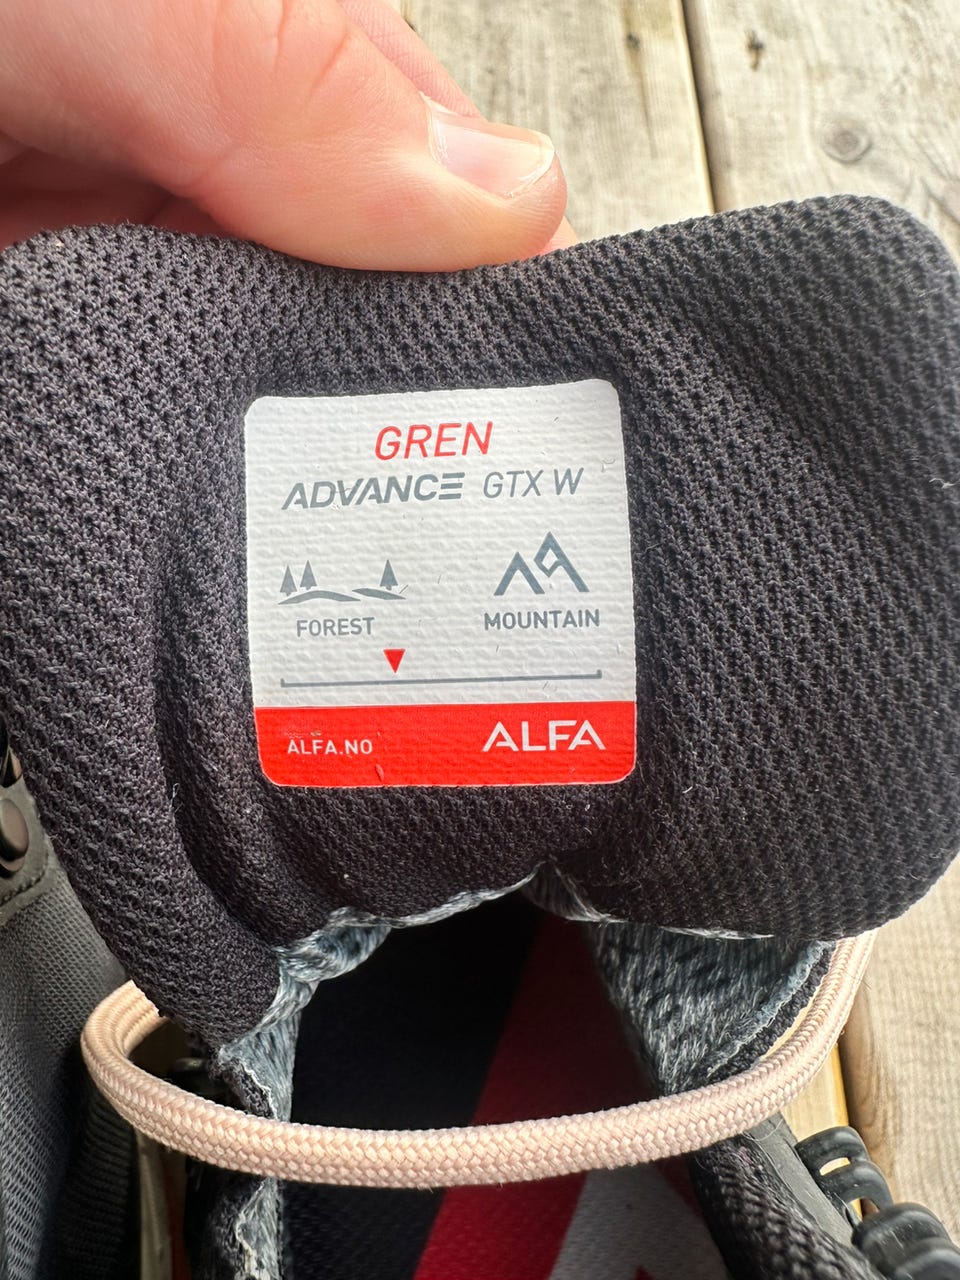 GREN
ADVANCE GTX W
FOREST MOUNTAIN
ALFA.NO ALFA